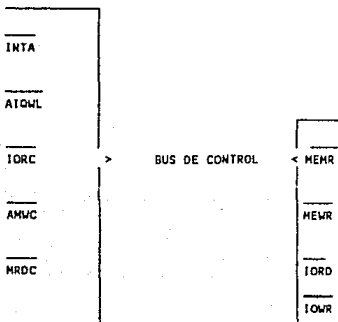 INTA
AIOWL
IORC > BUS DE CONTROL < MEMR
AMWC
MEWR
MRDC
IORD
IOWR